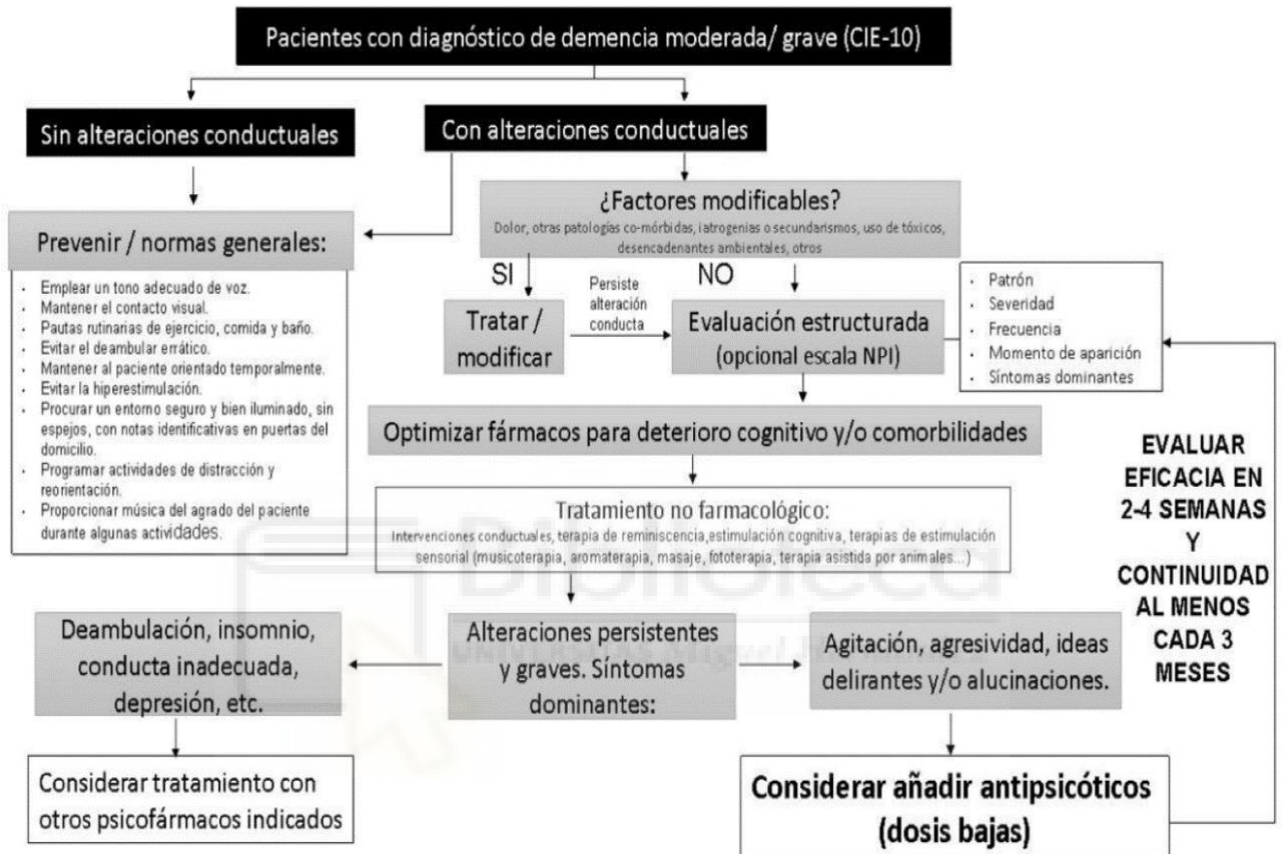 Pacientes con diagnóstico de demencia moderada/ grave (CIE-10)
Sin alteraciones conductuales
Con alteraciones conductuales
Prevenir / normas generales:
· Emplear un tono adecuado de voz.
· Mantener el contacto visual.
· Pautas rutinarias de ejercicio, comida y baño.
· Evitar el deambular errático.
· Mantener al paciente orientado temporalmente.
· Evitar la hiperestimulación.
· Procurar un entorno seguro y bien iluminado, sin
espejos, con notas identificativas en puertas del
domicilio.
· Programar actividades de distracción y
reorientación.
· Proporcionar música del agrado del paciente
durante algunas actividades.
¿Factores modificables?
Dolor, otras patologías co-mórbidas, iatrogenias o secundarismos, uso de tóxicos,
desencadenantes ambientales, otros
SI
NO
Tratar /
modificar
Persiste
alteración
conducta
Evaluación estructurada
(opcional escala NPI)
· Patrón
· Severidad
· Frecuencia
· Momento de aparición
· Síntomas dominantes
Optimizar fármacos para deterioro cognitivo y/o comorbilidades
Tratamiento no farmacológico:
Intervenciones conductuales, terapia de reminiscencia,estimulación cognitiva, terapias de estimulación
sensorial (musicoterapia, aromaterapia, masaje, fototerapia, terapia asistida por animales...)
EVALUAR
EFICACIA EN
2-4 SEMANAS
Y
CONTINUIDAD
AL MENOS
CADA 3
MESES
Deambulación, insomnio,
conducta inadecuada,
depresión, etc.
Alteraciones persistentes
y graves. Síntomas
dominantes:
Agitación, agresividad, ideas
delirantes y/o alucinaciones.
Considerar tratamiento con
otros psicofármacos indicados
Considerar añadir antipsicóticos
(dosis bajas)
Biblioteca